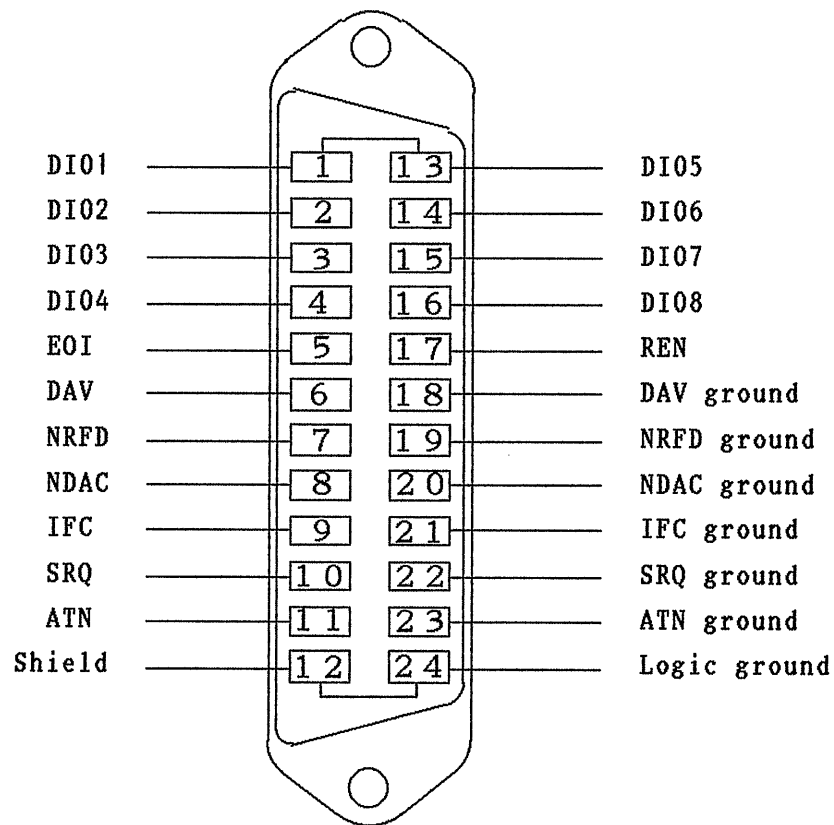 DIO1 1 13 DIO5
DIO2 2 14 DIO6
DIO3 3 15 DIO7
DIO4 4 16 DIO8
EOI 5 17 REN
DAV 6 18 DAV ground
NRFD 7 19 NRFD ground
NDAC 8 20 NDAC ground
IFC 9 21 IFC ground
SRQ 10 22 SRQ ground
ATN 11 23 ATN ground
Shield 12 24 Logic ground